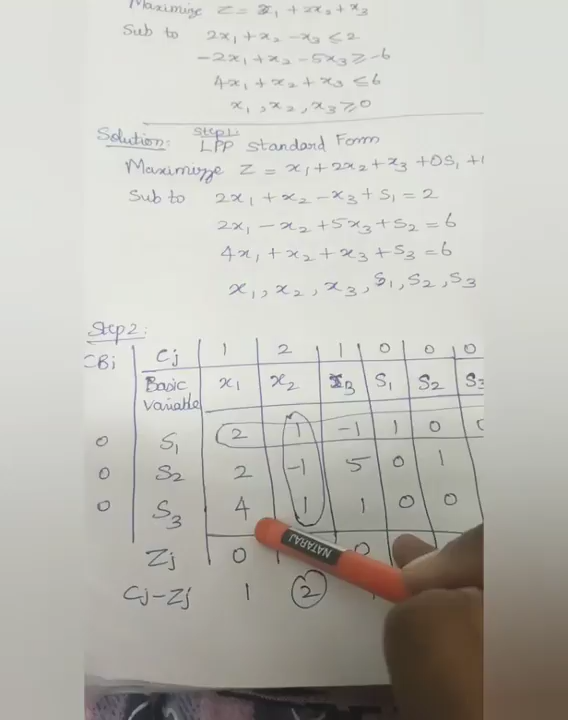 Maximize Z = x₁ + 2x₂ + x₃
Sub to 2x₁ + x₂ - x₃ ≤ 2
-2x₁ + x₂ - 5x₃ ≥ -6
4x₁ + x₂ + x₃ ≤ 6
x₁, x₂, x₃ ≥ 0
Solution: Step1:
LPP Standard Form
Maximize Z = x₁ + 2x₂ + x₃ + 0S₁ +
Sub to 2x₁ + x₂ - x₃ + S₁ = 2
2x₁ - x₂ + 5x₃ + S₂ = 6
4x₁ + x₂ + x₃ + S₃ = 6
x₁, x₂, x₃, S₁, S₂, S₃
Step2:
CBi Cj 1 2 1 0 0 0
Basic variable x₁ x₂ x₃ S₁ S₂ S₃
0 S₁ 2 1 -1 1 0
0 S₂ 2 -1 5 0 1
0 S₃ 4 1 1 0 0
NATARAJ
Zj 0 0
Cj-Zj 1 2